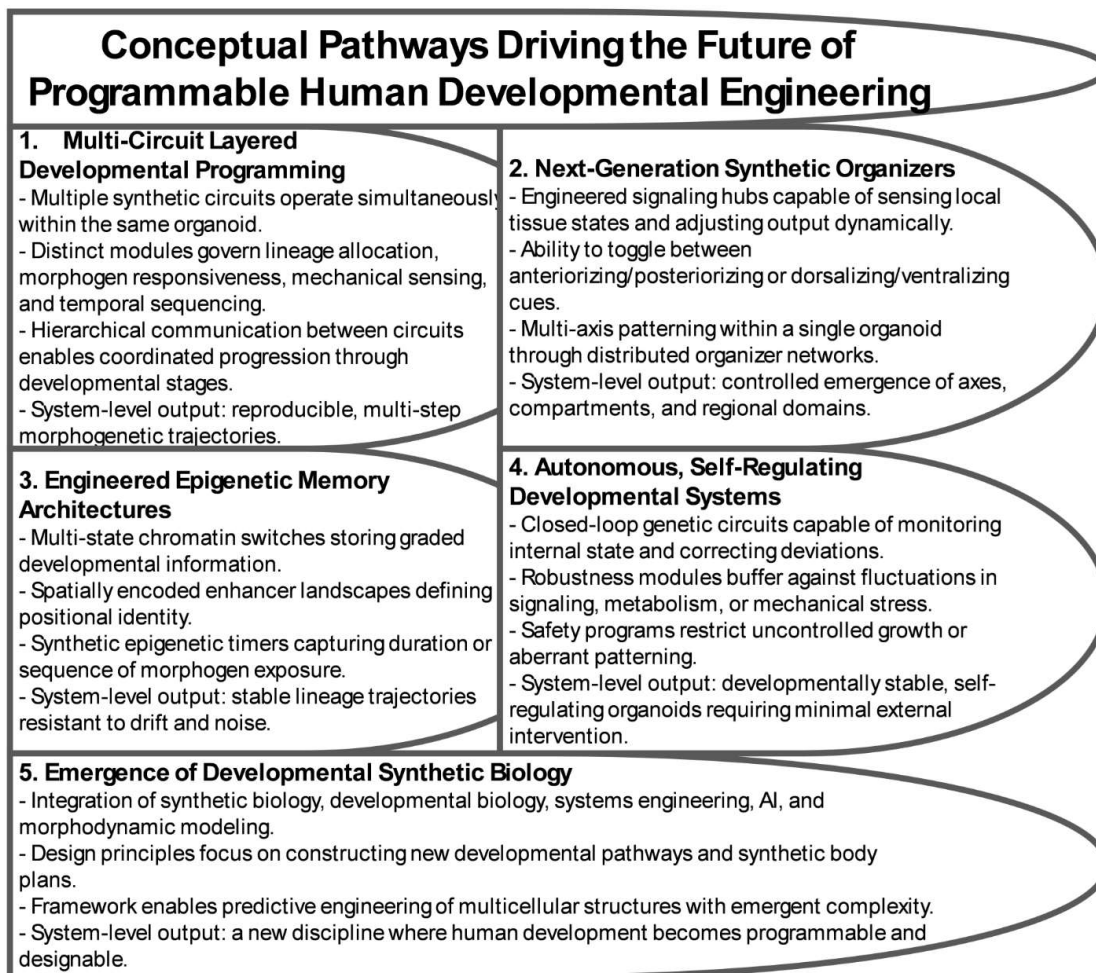 Conceptual Pathways Driving the Future of
Programmable Human Developmental Engineering
1. Multi-Circuit Layered
Developmental Programming
- Multiple synthetic circuits operate simultaneously
within the same organoid.
- Distinct modules govern lineage allocation,
morphogen responsiveness, mechanical sensing,
and temporal sequencing.
- Hierarchical communication between circuits
enables coordinated progression through
developmental stages.
- System-level output: reproducible, multi-step
morphogenetic trajectories.
2. Next-Generation Synthetic Organizers
- Engineered signaling hubs capable of sensing local
tissue states and adjusting output dynamically.
- Ability to toggle between
anteriorizing/posteriorizing or dorsalizing/ventralizing
cues.
- Multi-axis patterning within a single organoid
through distributed organizer networks.
- System-level output: controlled emergence of axes,
compartments, and regional domains.
3. Engineered Epigenetic Memory
Architectures
- Multi-state chromatin switches storing graded
developmental information.
- Spatially encoded enhancer landscapes defining
positional identity.
- Synthetic epigenetic timers capturing duration or
sequence of morphogen exposure.
- System-level output: stable lineage trajectories
resistant to drift and noise.
4. Autonomous, Self-Regulating
Developmental Systems
- Closed-loop genetic circuits capable of monitoring
internal state and correcting deviations.
- Robustness modules buffer against fluctuations in
signaling, metabolism, or mechanical stress.
- Safety programs restrict uncontrolled growth or
aberrant patterning.
- System-level output: developmentally stable, self-
regulating organoids requiring minimal external
intervention.
5. Emergence of Developmental Synthetic Biology
- Integration of synthetic biology, developmental biology, systems engineering, AI, and
morphodynamic modeling.
- Design principles focus on constructing new developmental pathways and synthetic body
plans.
- Framework enables predictive engineering of multicellular structures with emergent complexity.
- System-level output: a new discipline where human development becomes programmable and
designable.